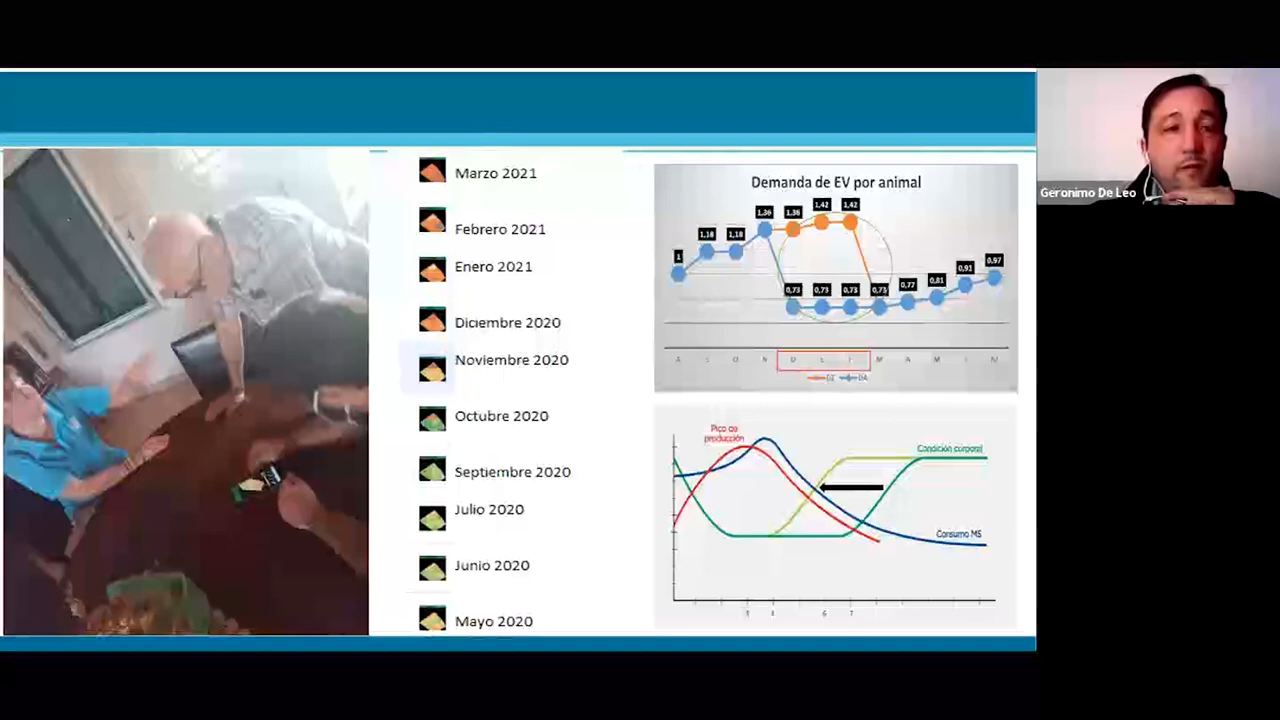 Marzo 2021
Febrero 2021
Enero 2021
Diciembre 2020
Noviembre 2020
Octubre 2020
Septiembre 2020
Julio 2020
Junio 2020
Mayo 2020
Demanda de EV por animal
1 1,18 1,18 1,36 1,36 1,42 1,42
0,73 0,73 0,73 0,73 0,77 0,81 0,91 0,97
Pico de
producción
Condición corporal
Consumo MS
6 7
Geronimo De Leo